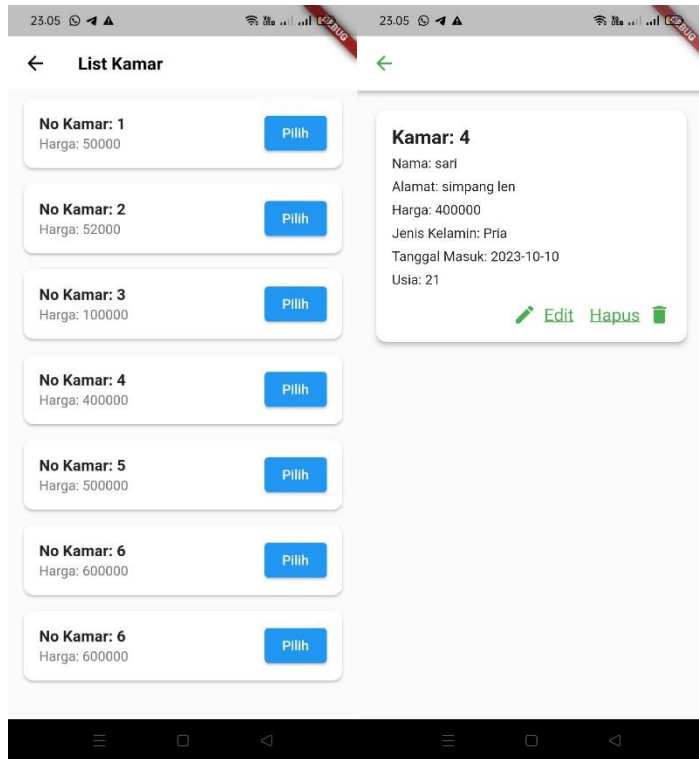 23.05
DEBUG
List Kamar
No Kamar: 1
Harga: 50000
Pilih
No Kamar: 2
Harga: 52000
Pilih
No Kamar: 3
Harga: 100000
Pilih
No Kamar: 4
Harga: 400000
Pilih
No Kamar: 5
Harga: 500000
Pilih
No Kamar: 6
Harga: 600000
Pilih
No Kamar: 6
Harga: 600000
Pilih
23.05
DEBUG
Kamar: 4
Nama: sari
Alamat: simpang len
Harga: 400000
Jenis Kelamin: Pria
Tanggal Masuk: 2023-10-10
Usia: 21
Edit Hapus